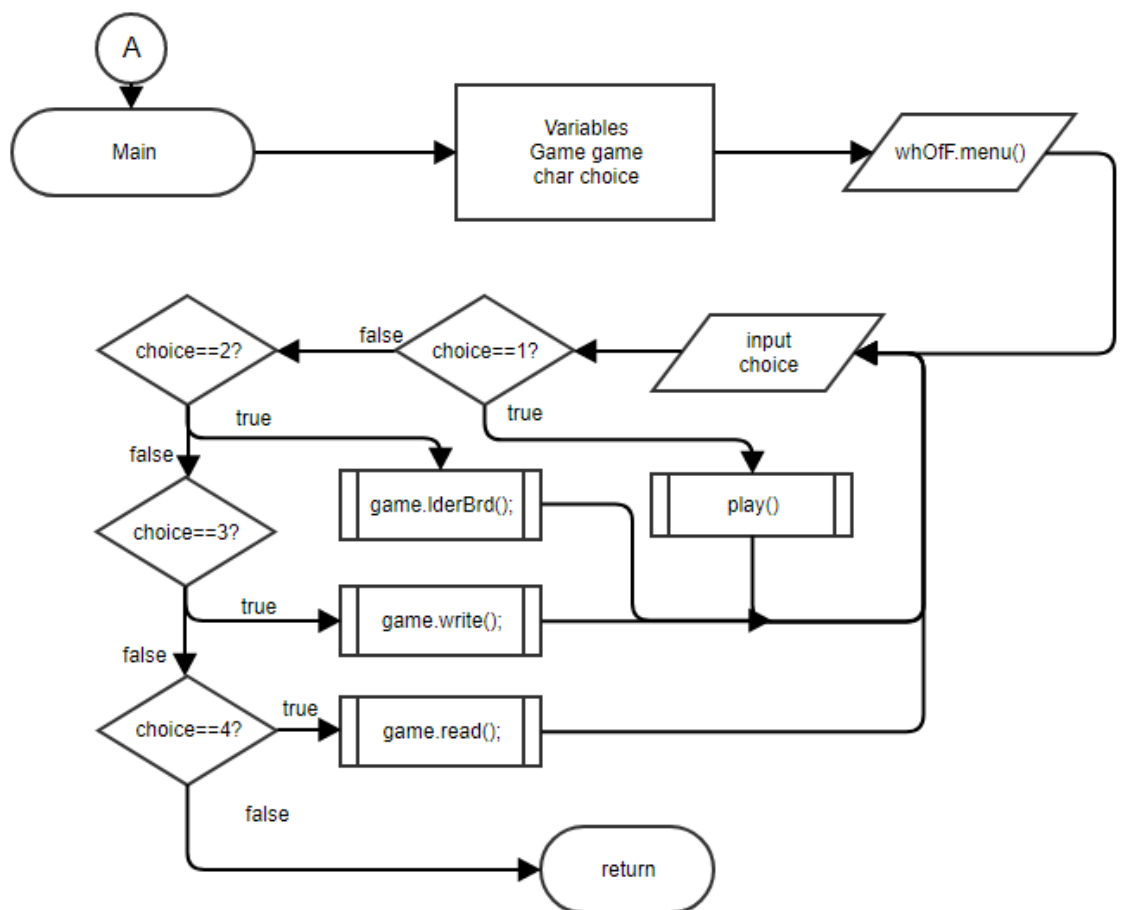 A
Main
Variables
Game game
char choice
whOfF.menu()
choice==2?
false
choice==1?
input
choice
true
true
false
game.lderBrd();
play()
choice==3?
true
game.write();
false
choice==4?
true
game.read();
false
return